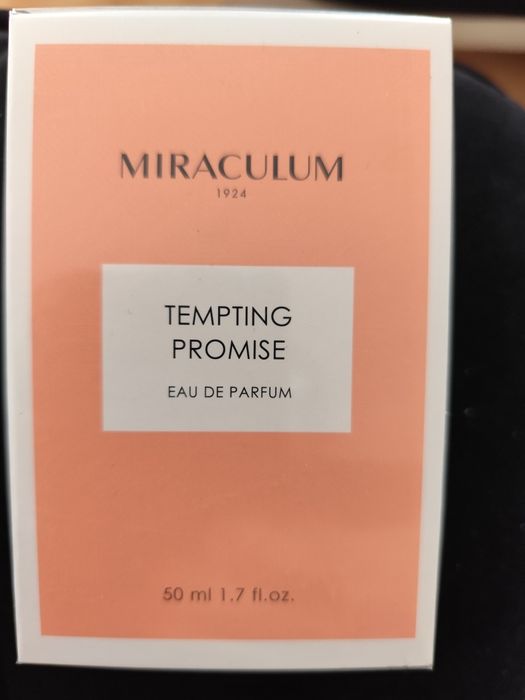 MIRACULUM
1924
TEMPTING
PROMISE
EAU DE PARFUM
50 ml 1.7 fl.oz.